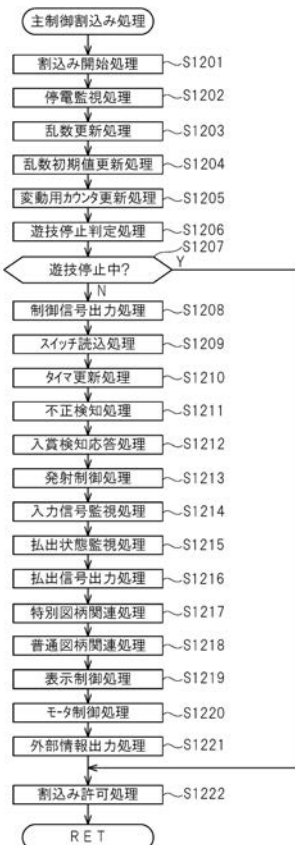 主制御割込み処理
割込み開始処理 S1201
停電監視処理 S1202
乱数更新処理 S1203
乱数初期値更新処理 S1204
変動用カウンタ更新処理 S1205
遊技停止判定処理 S1206
S1207
遊技停止中? Y
N
制御信号出力処理 S1208
スイッチ読込処理 S1209
タイマ更新処理 S1210
不正検知処理 S1211
入賞検知応答処理 S1212
発射制御処理 S1213
入力信号監視処理 S1214
払出状態監視処理 S1215
払出信号出力処理 S1216
特別図柄関連処理 S1217
普通図柄関連処理 S1218
表示制御処理 S1219
モータ制御処理 S1220
外部情報出力処理 S1221
割込み許可処理 S1222
RET